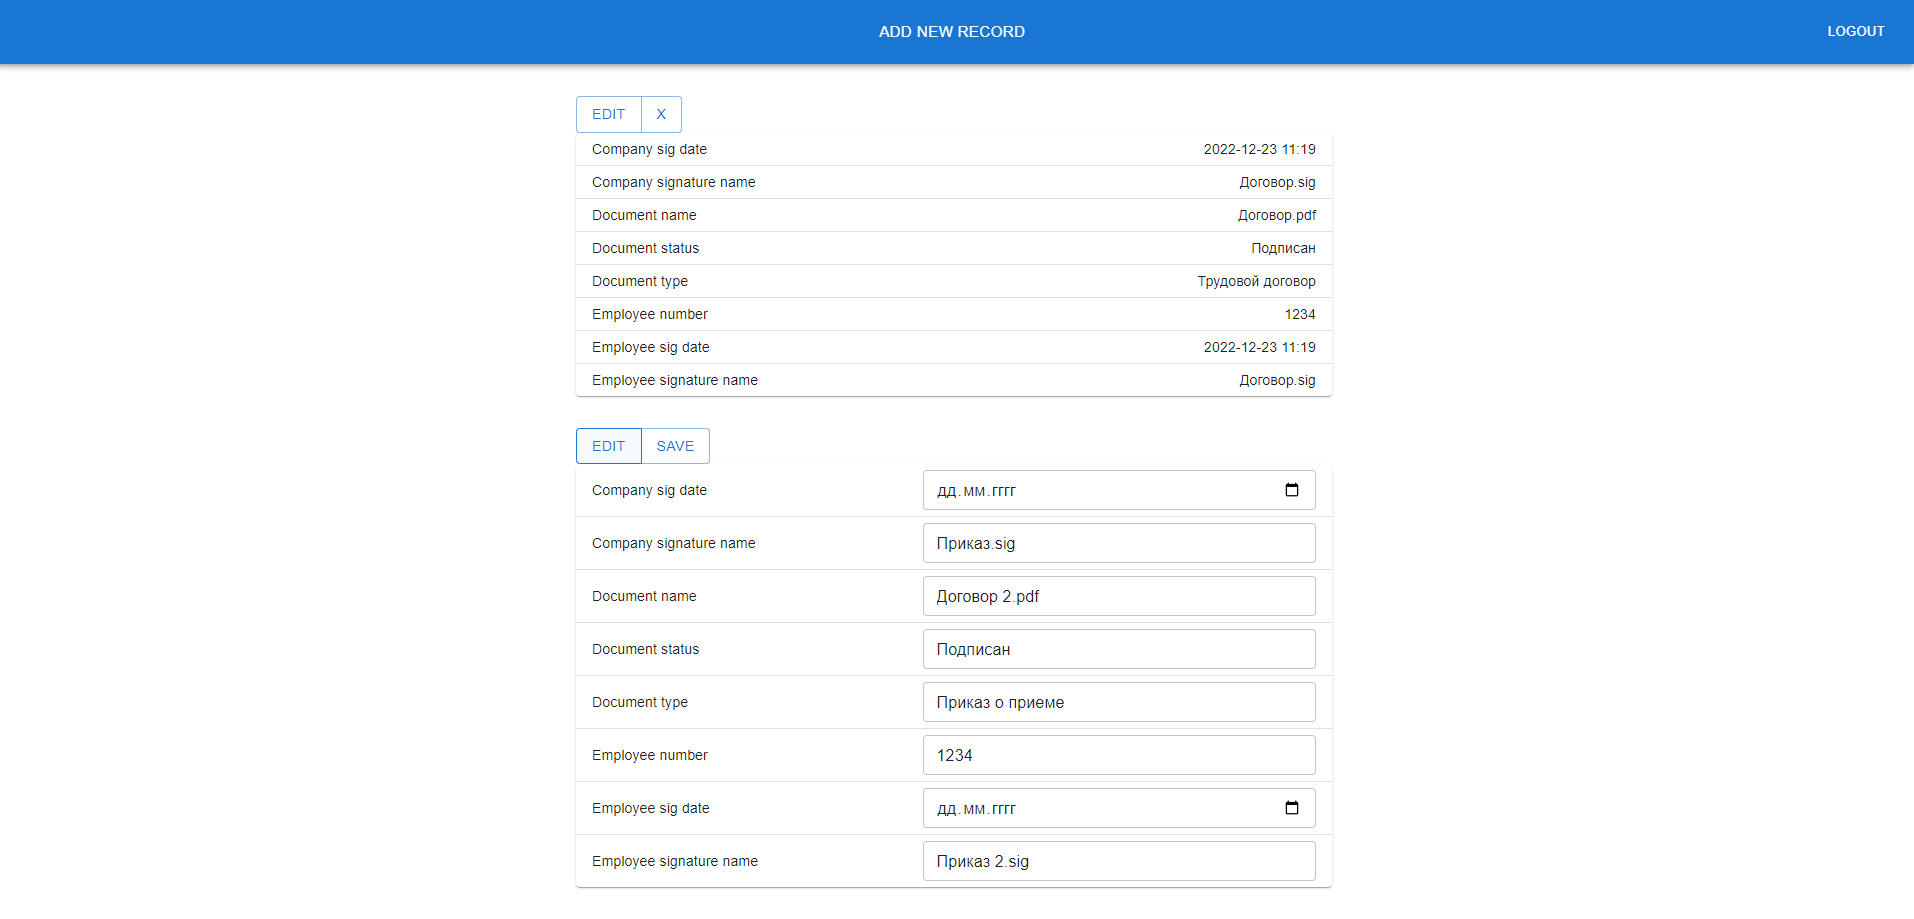 ADD NEW RECORD LOGOUT
EDIT X
Company sig date 2022-12-23 11:19
Company signature name Договор.sig
Document name Договор.pdf
Document status Подписан
Document type Трудовой договор
Employee number 1234
Employee sig date 2022-12-23 11:19
Employee signature name Договор.sig
EDIT SAVE
Company sig date дд.мм.гггг
Company signature name Приказ.sig
Document name Договор 2.pdf
Document status Подписан
Document type Приказ о приеме
Employee number 1234
Employee sig date дд.мм.гггг
Employee signature name Приказ 2.sig